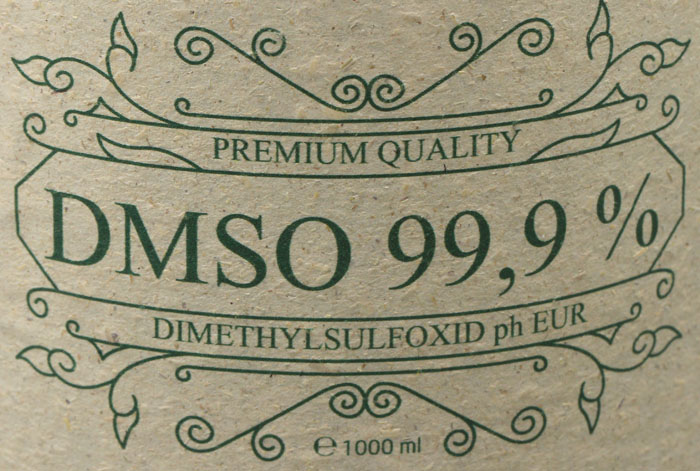 PREMIUM QUALITY
DMSO 99,9 %
DIMETHYLSULFOXID ph EUR
℮ 1000 ml